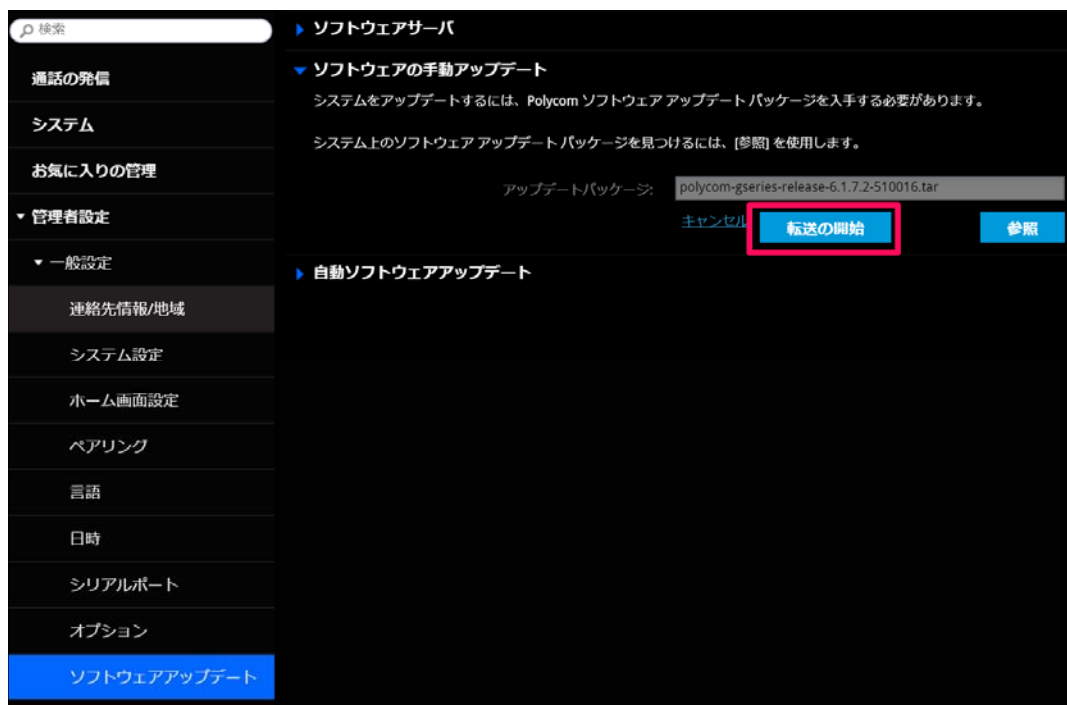 検索
通話の発信
システム
お気に入りの管理
管理者設定
一般設定
連絡先情報/地域
システム設定
ホーム画面設定
ペアリング
言語
日時
シリアルポート
オプション
ソフトウェアアップデート
ソフトウェアサーバ
ソフトウェアの手動アップデート
システムをアップデートするには、Polycom ソフトウェア アップデート パッケージを入手する必要があります。
システム上のソフトウェア アップデート パッケージを見つけるには、[参照] を使用します。
アップデートパッケージ: polycom-gseries-release-6.1.7.2-510016.tar
キャンセル 転送の開始 参照
自動ソフトウェアアップデート